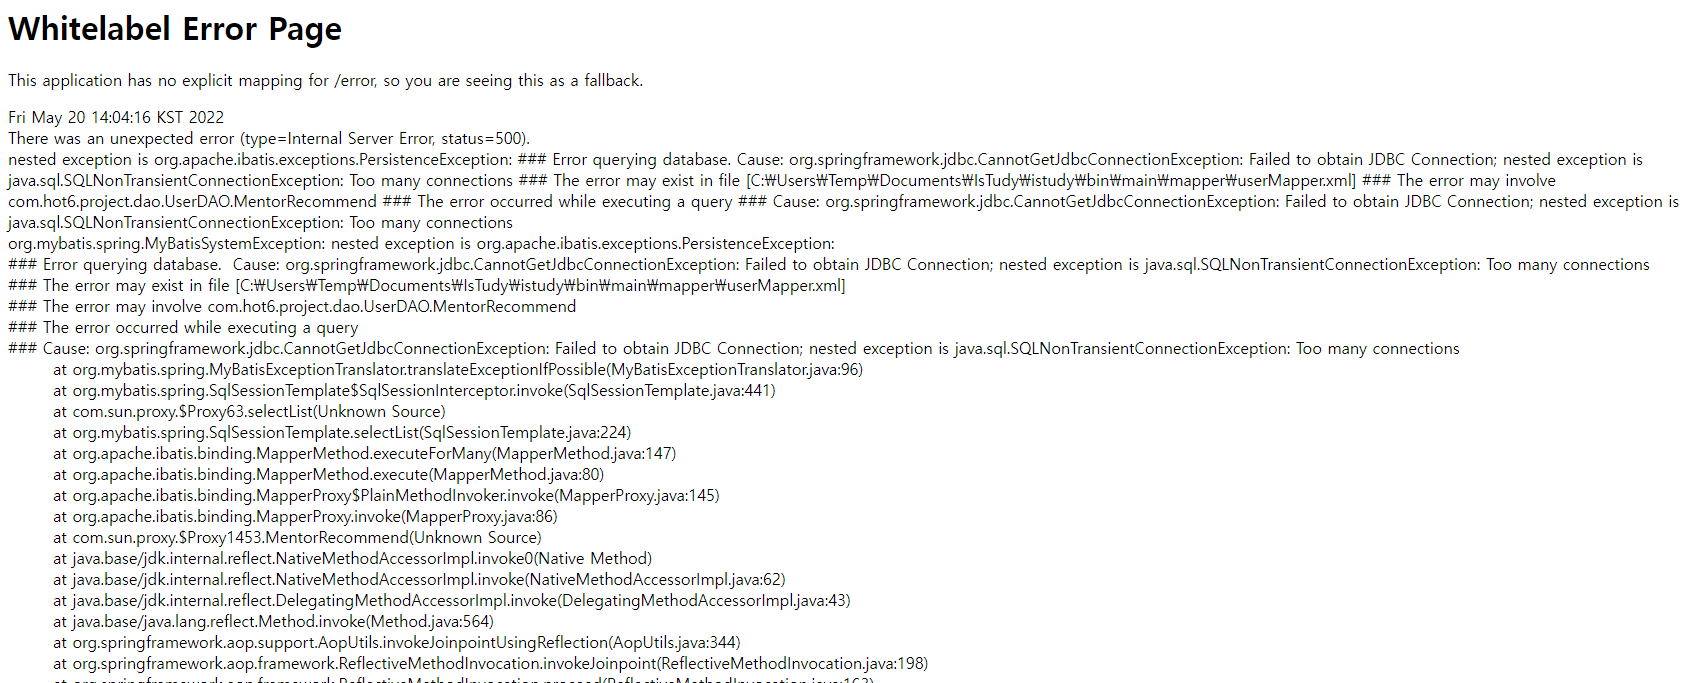 Whitelabel Error Page
This application has no explicit mapping for /error, so you are seeing this as a fallback.
Fri May 20 14:04:16 KST 2022
There was an unexpected error (type=Internal Server Error, status=500).
nested exception is org.apache.ibatis.exceptions.PersistenceException: ### Error querying database. Cause: org.springframework.jdbc.CannotGetJdbcConnectionException: Failed to obtain JDBC Connection; nested exception is
java.sql.SQLNonTransientConnectionException: Too many connections ### The error may exist in file [C:₩Users₩Temp₩Documents₩IsTudy₩istudy₩bin₩main₩mapper₩userMapper.xml] ### The error may involve
com.hot6.project.dao.UserDAO.MentorRecommend ### The error occurred while executing a query ### Cause: org.springframework.jdbc.CannotGetJdbcConnectionException: Failed to obtain JDBC Connection; nested exception is
java.sql.SQLNonTransientConnectionException: Too many connections
org.mybatis.spring.MyBatisSystemException: nested exception is org.apache.ibatis.exceptions.PersistenceException:
### Error querying database.  Cause: org.springframework.jdbc.CannotGetJdbcConnectionException: Failed to obtain JDBC Connection; nested exception is java.sql.SQLNonTransientConnectionException: Too many connections
### The error may exist in file [C:₩Users₩Temp₩Documents₩IsTudy₩istudy₩bin₩main₩mapper₩userMapper.xml]
### The error may involve com.hot6.project.dao.UserDAO.MentorRecommend
### The error occurred while executing a query
### Cause: org.springframework.jdbc.CannotGetJdbcConnectionException: Failed to obtain JDBC Connection; nested exception is java.sql.SQLNonTransientConnectionException: Too many connections
at org.mybatis.spring.MyBatisExceptionTranslator.translateExceptionIfPossible(MyBatisExceptionTranslator.java:96)
at org.mybatis.spring.SqlSessionTemplate$SqlSessionInterceptor.invoke(SqlSessionTemplate.java:441)
at com.sun.proxy.$Proxy63.selectList(Unknown Source)
at org.mybatis.spring.SqlSessionTemplate.selectList(SqlSessionTemplate.java:224)
at org.apache.ibatis.binding.MapperMethod.executeForMany(MapperMethod.java:147)
at org.apache.ibatis.binding.MapperMethod.execute(MapperMethod.java:80)
at org.apache.ibatis.binding.MapperProxy$PlainMethodInvoker.invoke(MapperProxy.java:145)
at org.apache.ibatis.binding.MapperProxy.invoke(MapperProxy.java:86)
at com.sun.proxy.$Proxy1453.MentorRecommend(Unknown Source)
at java.base/jdk.internal.reflect.NativeMethodAccessorImpl.invoke0(Native Method)
at java.base/jdk.internal.reflect.NativeMethodAccessorImpl.invoke(NativeMethodAccessorImpl.java:62)
at java.base/jdk.internal.reflect.DelegatingMethodAccessorImpl.invoke(DelegatingMethodAccessorImpl.java:43)
at java.base/java.lang.reflect.Method.invoke(Method.java:564)
at org.springframework.aop.support.AopUtils.invokeJoinpointUsingReflection(AopUtils.java:344)
at org.springframework.aop.framework.ReflectiveMethodInvocation.invokeJoinpoint(ReflectiveMethodInvocation.java:198)
at org.springframework.aop.framework.ReflectiveMethodInvocation.proceed(ReflectiveMethodInvocation.java:163)